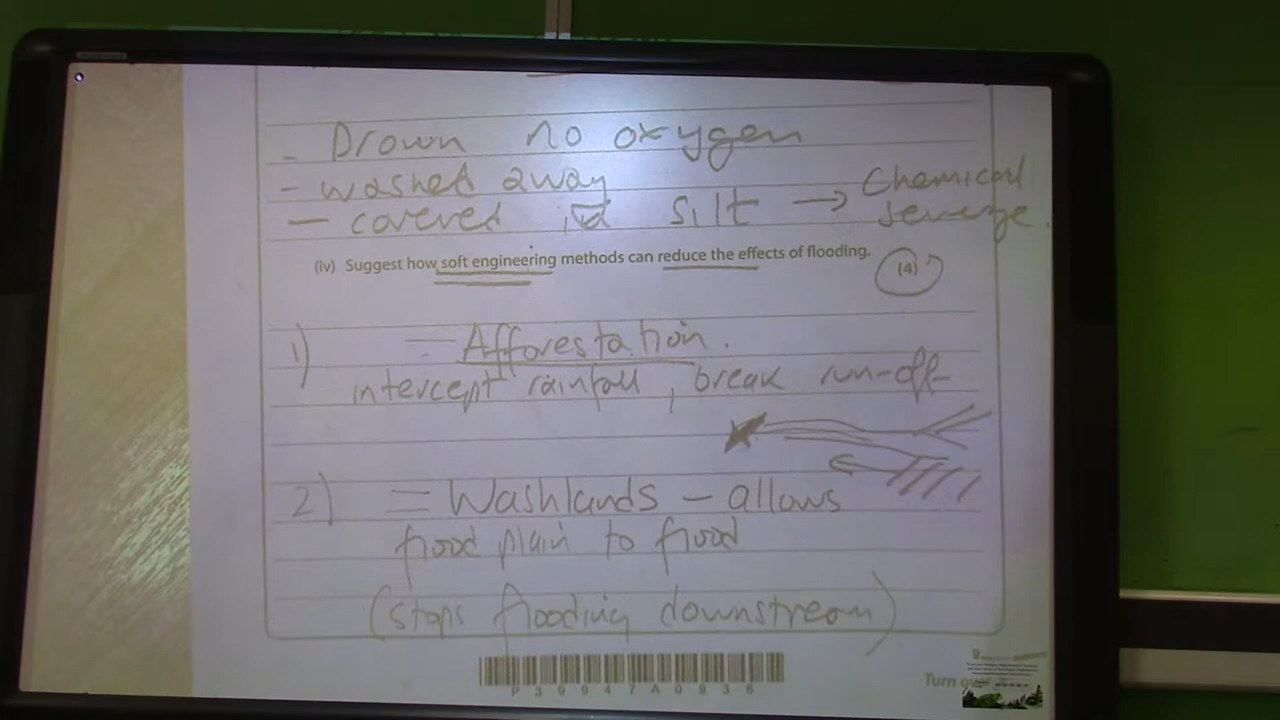 - Drown no oxygen
- washed away
- covered in silt → Chemical
sewerge.
(iv) Suggest how soft engineering methods can reduce the effects of flooding.
(4)
1) = Afforestation.
intercept rainfall, break run-off
2) = Washlands - allows
flood plain to flood
(stops flooding downstream)
P39947A0936
Turn